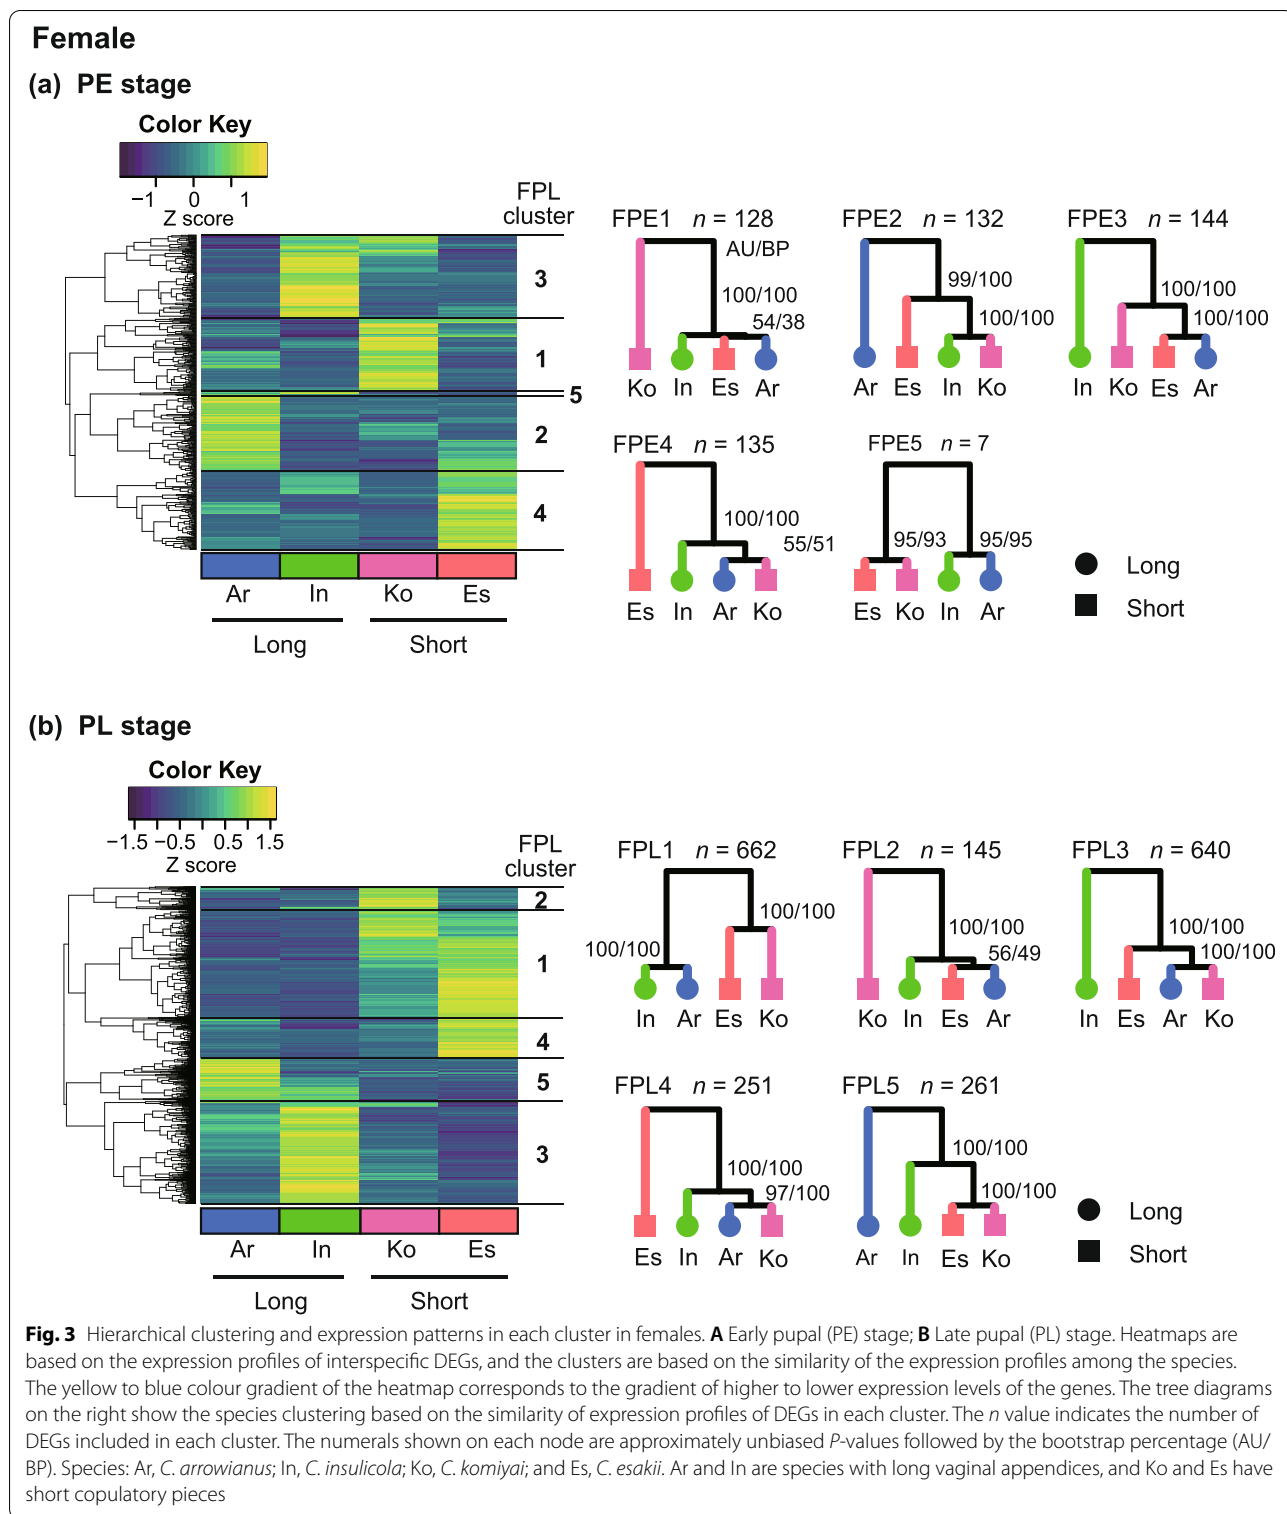 Female
(a) PE stage
Color Key
−1 0 1
Z score
FPL
cluster
3
1
5
2
4
Ar In Ko Es
Long Short
FPE1 n = 128
AU/BP
100/100
54/38
Ko In Es Ar
FPE2 n = 132
99/100
100/100
Ar Es In Ko
FPE3 n = 144
100/100
100/100
In Ko Es Ar
FPE4 n = 135
100/100
55/51
Es In Ar Ko
FPE5 n = 7
95/93 95/95
Es Ko In Ar
Long
Short
(b) PL stage
Color Key
−1.5 −0.5 0.5 1.5
Z score
FPL
cluster
2
1
4
5
3
Ar In Ko Es
Long Short
FPL1 n = 662
100/100
100/100
In Ar Es Ko
FPL2 n = 145
100/100
56/49
Ko In Es Ar
FPL3 n = 640
100/100
100/100
In Es Ar Ko
FPL4 n = 251
100/100
97/100
Es In Ar Ko
FPL5 n = 261
100/100
100/100
Ar In Es Ko
Long
Short
Fig. 3 Hierarchical clustering and expression patterns in each cluster in females. A Early pupal (PE) stage; B Late pupal (PL) stage. Heatmaps are
based on the expression profiles of interspecific DEGs, and the clusters are based on the similarity of the expression profiles among the species.
The yellow to blue colour gradient of the heatmap corresponds to the gradient of higher to lower expression levels of the genes. The tree diagrams
on the right show the species clustering based on the similarity of expression profiles of DEGs in each cluster. The n value indicates the number of
DEGs included in each cluster. The numerals shown on each node are approximately unbiased P-values followed by the bootstrap percentage (AU/
BP). Species: Ar, C. arrowianus; In, C. insulicola; Ko, C. komiyai; and Es, C. esakii. Ar and In are species with long vaginal appendices, and Ko and Es have
short copulatory pieces